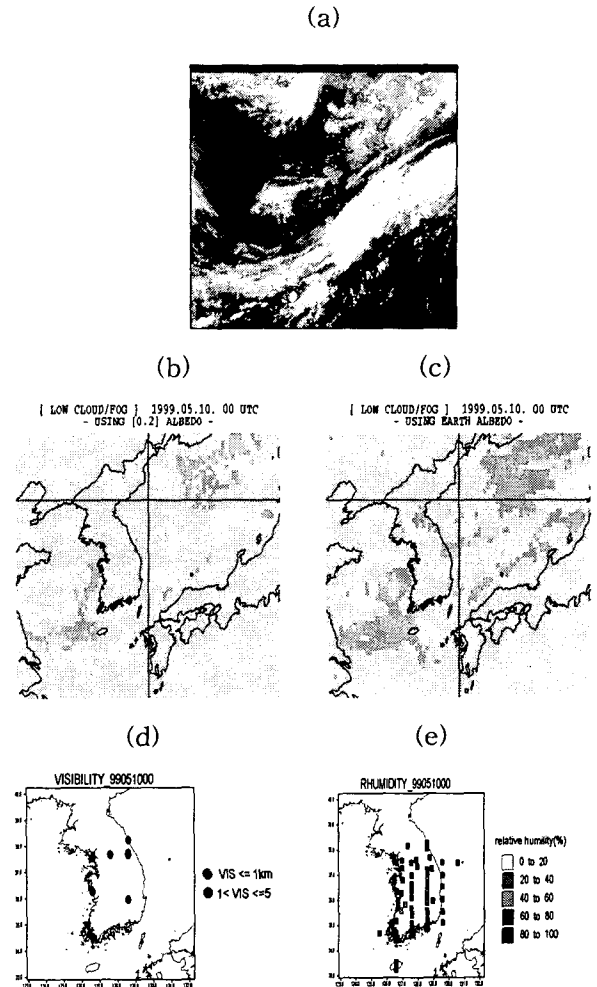 (a)
(b)
(c)
[ LOW CLOUD/FOG ] 1999.05.10. 00 UTC
- USING [0.2] ALBEDO -
[ LOW CLOUD/FOG ] 1999.05.10. 00 UTC
- USING EARTH ALBEDO -
(d)
(e)
VISIBILITY_99051000
VIS <= 1km
1< VIS <=5
RHUMIDITY_99051000
relative humility(%)
0 to 20
20 to 40
40 to 60
60 to 80
80 to 100